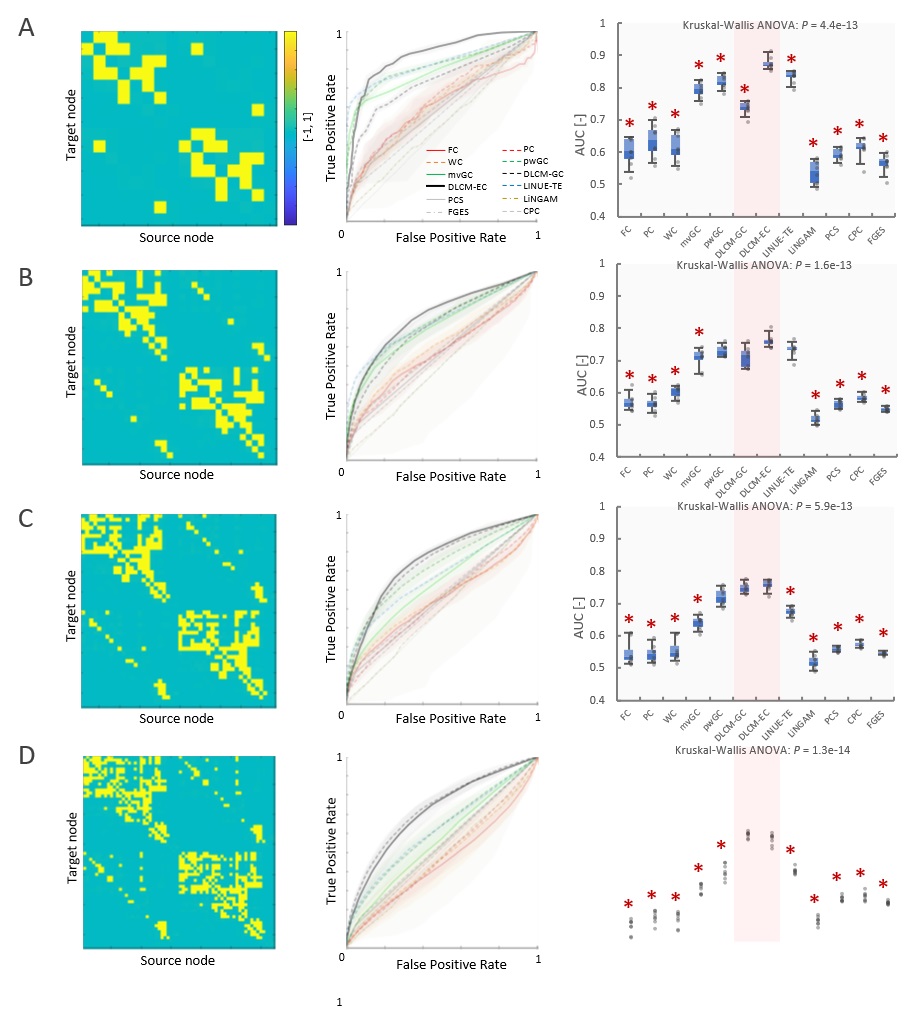 A
Target node
Source node
[-1, 1]
1
True Positive Rate
FC
PC
WC
pwGC
mvGC
DLCM-GC
DLCM-EC
LINUE-TE
PCS
LiNGAM
FGES
CPC
0
False Positive Rate
1
Kruskal-Wallis ANOVA: P = 4.4e-13
AUC [-]
1
0.9
0.8
0.7
0.6
0.5
0.4
* * * * * * * * * * *
FC PC WC mvGC pwGC DLCM-GC DLCM-EC LINUE-TE LiNGAM PCS CPC FGES
B
Target node
Source node
1
True Positive Rate
0
False Positive Rate
1
Kruskal-Wallis ANOVA: P = 1.6e-13
AUC [-]
1
0.9
0.8
0.7
0.6
0.5
0.4
* * * * * * * *
FC PC WC mvGC pwGC DLCM-GC DLCM-EC LINUE-TE LiNGAM PCS CPC FGES
C
Target node
Source node
1
True Positive Rate
0
False Positive Rate
1
Kruskal-Wallis ANOVA: P = 5.9e-13
AUC [-]
1
0.9
0.8
0.7
0.6
0.5
0.4
* * * * * * * * *
FC PC WC mvGC pwGC DLCM-GC DLCM-EC LINUE-TE LiNGAM PCS CPC FGES
D
Target node
Source node
1
True Positive Rate
0
False Positive Rate
1
Kruskal-Wallis ANOVA: P = 1.3e-14
* * * * * * * * * *
1